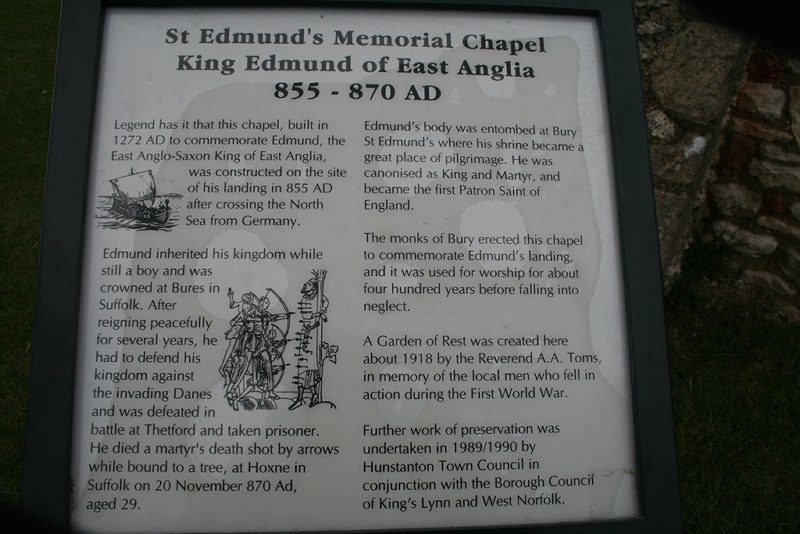 St Edmund's Memorial Chapel
King Edmund of East Anglia
855 - 870 AD
Legend has it that this chapel, built in
1272 AD to commemorate Edmund, the
East Anglo-Saxon King of East Anglia,
was constructed on the site
of his landing in 855 AD
after crossing the North
Sea from Germany.
Edmund inherited his kingdom while
still a boy and was
crowned at Bures in
Suffolk. After
reigning peacefully
for several years, he
had to defend his
kingdom against
the invading Danes
and was defeated in
battle at Thetford and taken prisoner.
He died a martyr's death shot by arrows
while bound to a tree, at Hoxne in
Suffolk on 20 November 870 Ad,
aged 29.
Edmund's body was entombed at Bury
St Edmund's where his shrine became a
great place of pilgrimage. He was
canonised as King and Martyr, and
became the first Patron Saint of
England.
The monks of Bury erected this chapel
to commemorate Edmund's landing,
and it was used for worship for about
four hundred years before falling into
neglect.
A Garden of Rest was created here
about 1918 by the Reverend A.A. Toms,
in memory of the local men who fell in
action during the First World War.
Further work of preservation was
undertaken in 1989/1990 by
Hunstanton Town Council in
conjunction with the Borough Council
of King's Lynn and West Norfolk.